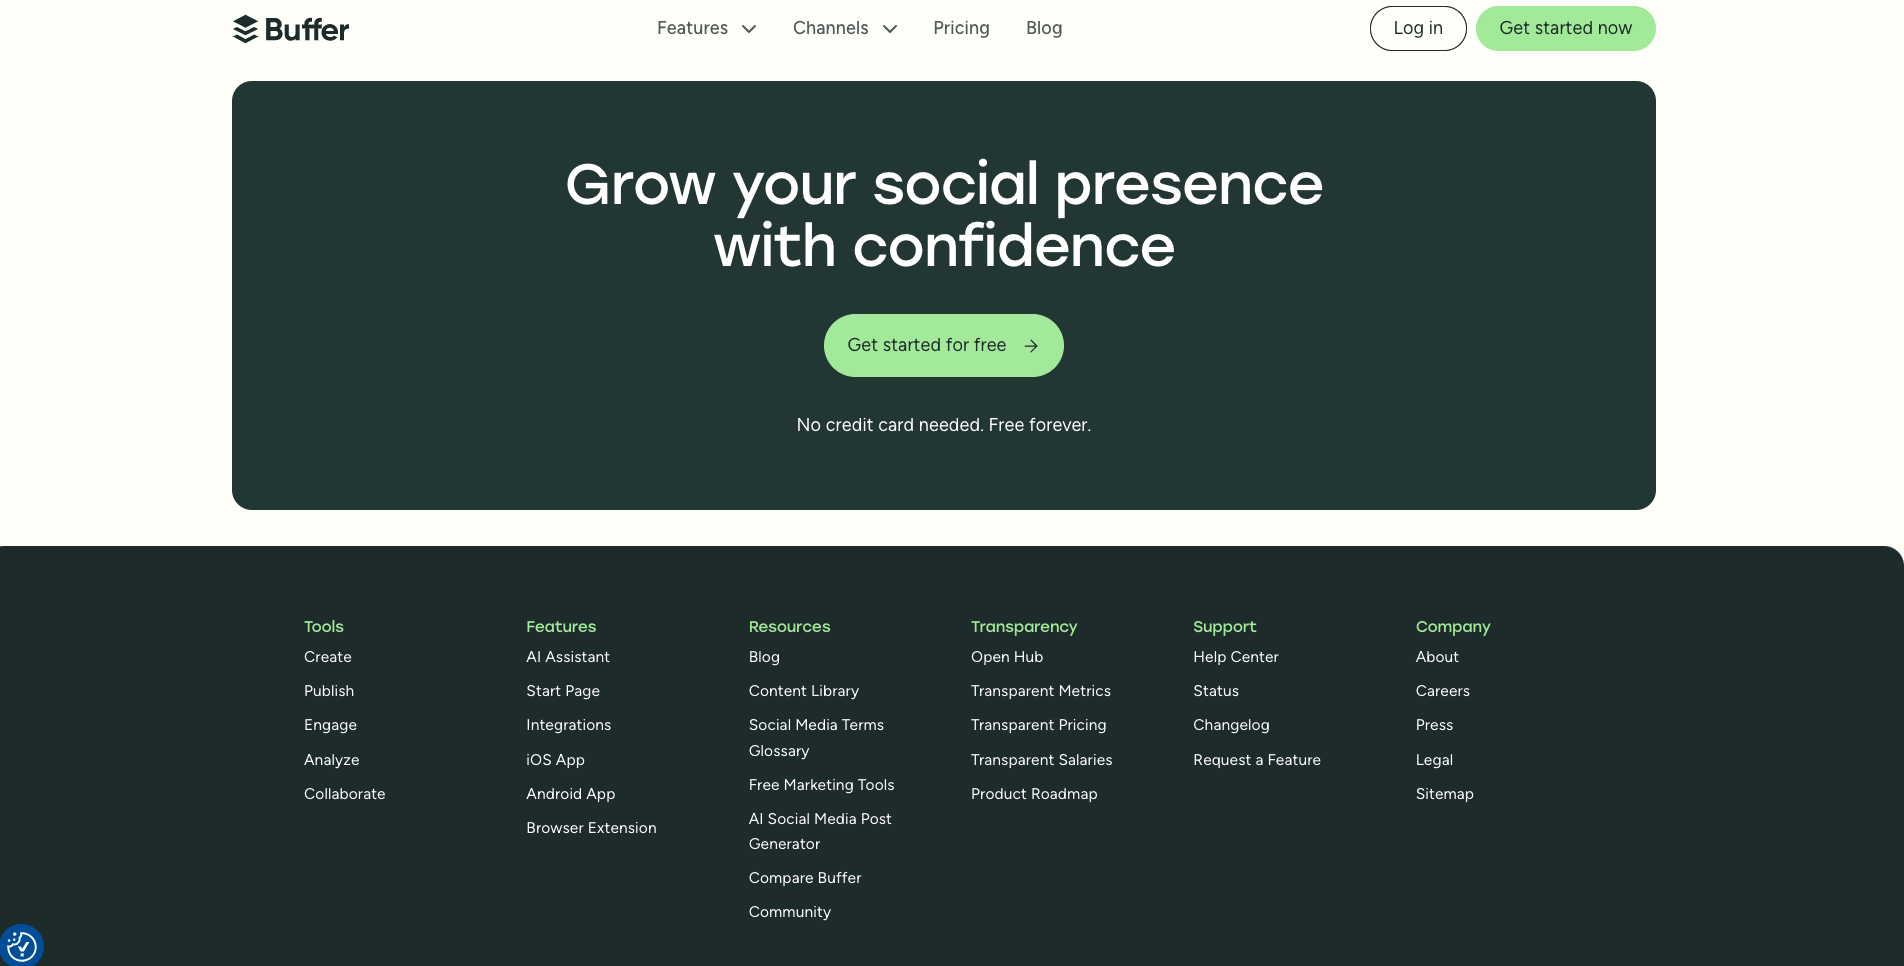 Buffer
Features
Channels
Pricing
Blog
Log in
Get started now
Grow your social presence
with confidence
Get started for free
No credit card needed. Free forever.
Tools
Create
Publish
Engage
Analyze
Collaborate
Features
AI Assistant
Start Page
Integrations
iOS App
Android App
Browser Extension
Resources
Blog
Content Library
Social Media Terms
Glossary
Free Marketing Tools
AI Social Media Post
Generator
Compare Buffer
Community
Transparency
Open Hub
Transparent Metrics
Transparent Pricing
Transparent Salaries
Product Roadmap
Support
Help Center
Status
Changelog
Request a Feature
Company
About
Careers
Press
Legal
Sitemap